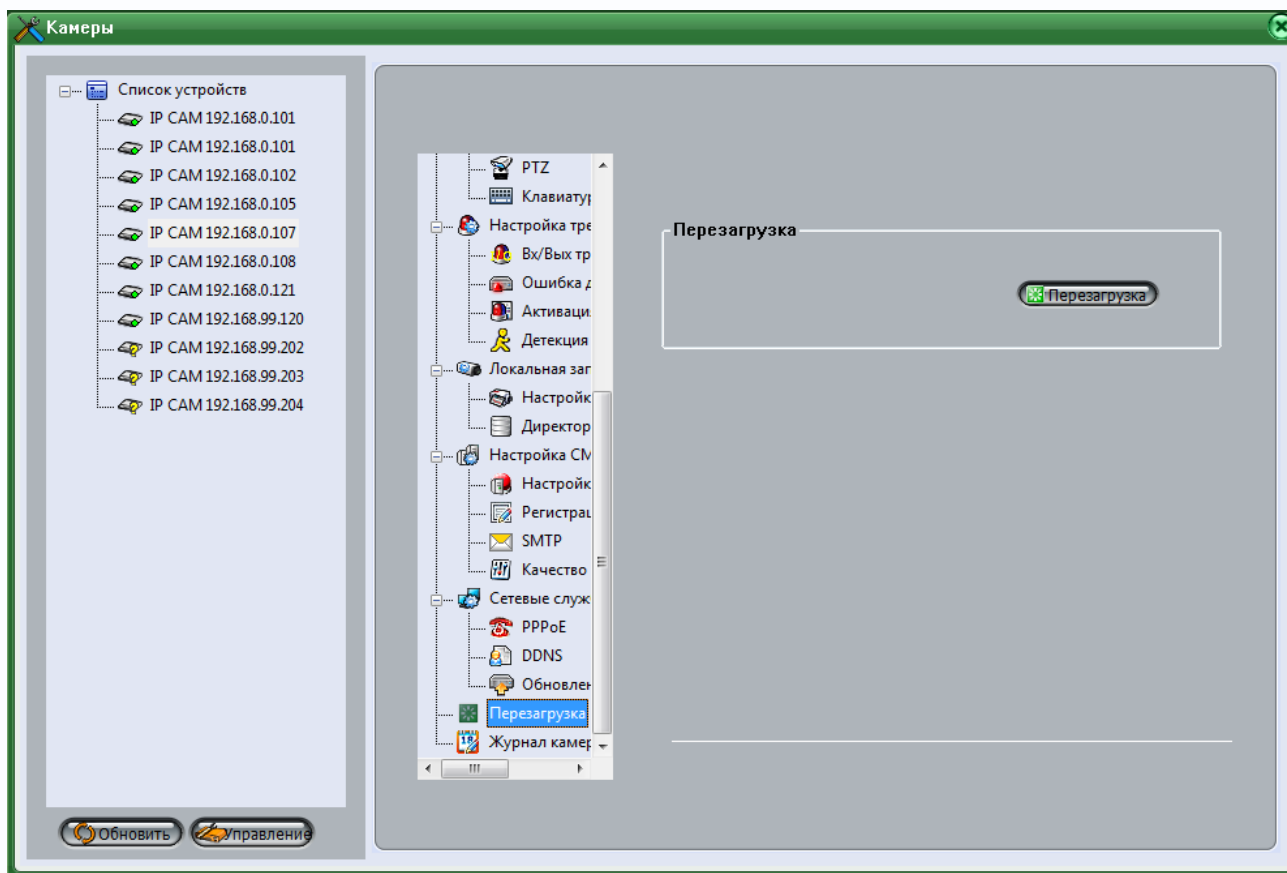 Камеры
Список устройств
IP CAM 192.168.0.101
IP CAM 192.168.0.101
IP CAM 192.168.0.102
IP CAM 192.168.0.105
IP CAM 192.168.0.107
IP CAM 192.168.0.108
IP CAM 192.168.0.121
IP CAM 192.168.99.120
IP CAM 192.168.99.202
IP CAM 192.168.99.203
IP CAM 192.168.99.204
Обновить
Управление
PTZ
Клавиатур
Настройка тре
Вх/Вых тр
Ошибка д
Активаци
Детекция
Локальная заг
Настройк
Директор
Настройка СМ
Настройк
Регистрац
SMTP
Качество
Сетевые служ
PPPoE
DDNS
Обновлен
Перезагрузка
Журнал камер
Перезагрузка
Перезагрузка